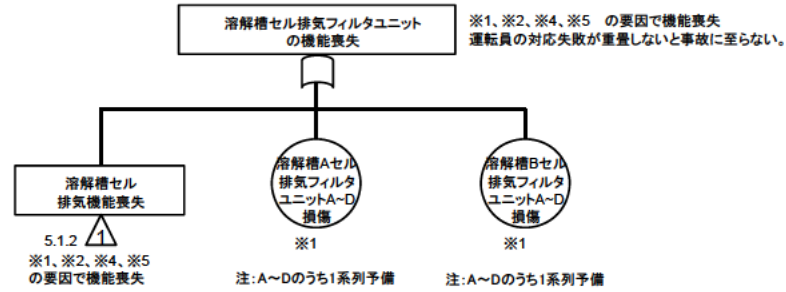 溶解槽セル排気フィルタユニット
の機能喪失
※1、※2、※4、※5　の要因で機能喪失
運転員の対応失敗が重畳しないと事故に至らない。
溶解槽セル
排気機能喪失
5.1.2
1
※1、※2、※4、※5
の要因で機能喪失
溶解槽Aセル
排気フィルタ
ユニットA~D
損傷
※1
注:A～Dのうち1系列予備
溶解槽Bセル
排気フィルタ
ユニットA~D
損傷
※1
注:A～Dのうち1系列予備